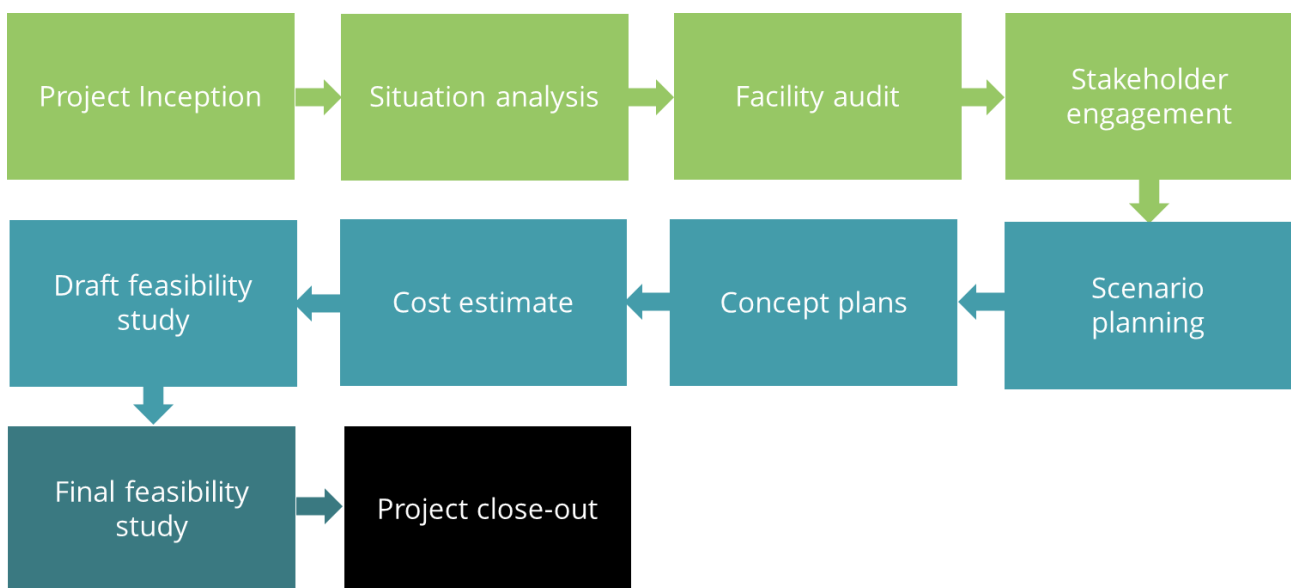 Project Inception
Situation analysis
Facility audit
Stakeholder
engagement
Scenario
planning
Concept plans
Cost estimate
Draft feasibility
study
Final feasibility
study
Project close-out